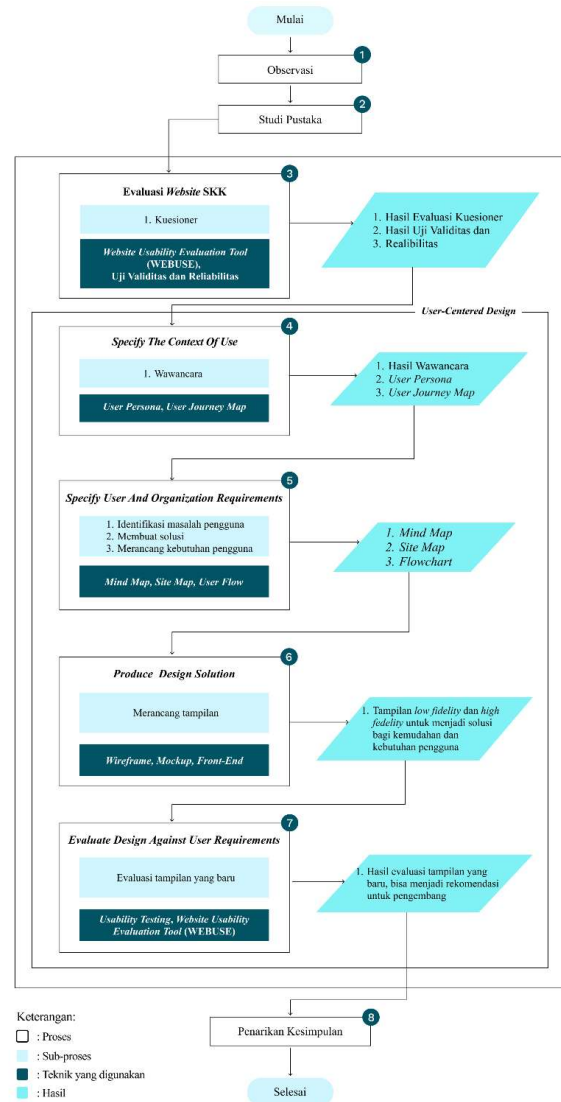 Mulai
1
Observasi
2
Studi Pustaka
3
Evaluasi Website SKK
1. Kuesioner
Website Usability Evaluation Tool
(WEBUSE),
Uji Validitas dan Reliabilitas
1. Hasil Evaluasi Kuesioner
2. Hasil Uji Validitas dan
3. Realibilitas
User-Centered Design
4
Specify The Context Of Use
1. Wawancara
User Persona, User Journey Map
1. Hasil Wawancara
2. User Persona
3. User Journey Map
5
Specify User And Organization Requirements
1. Identifikasi masalah pengguna
2. Membuat solusi
3. Merancang kebutuhan pengguna
Mind Map, Site Map, User Flow
1. Mind Map
2. Site Map
3. Flowchart
6
Produce Design Solution
Merancang tampilan
Wireframe, Mockup, Front-End
1. Tampilan low fidelity dan high
fedelity untuk menjadi solusi
bagi kemudahan dan
kebutuhan pengguna
7
Evaluate Design Against User Requirements
Evaluasi tampilan yang baru
Usability Testing, Website Usability
Evaluation Tool (WEBUSE)
1. Hasil evaluasi tampilan yang
baru, bisa menjadi rekomendasi
untuk pengembang
8
Penarikan Kesimpulan
Selesai
Keterangan:
: Proses
: Sub-proses
: Teknik yang digunakan
: Hasil